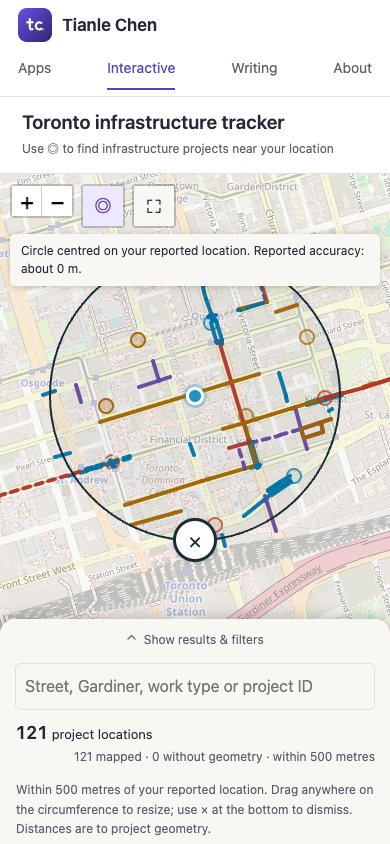 tc.
Tianle Chen
Apps
Interactive
Writing
About
Toronto infrastructure tracker
Use ◎ to find infrastructure projects near your location
+
−
Garden District
Circle centred on your reported location. Reported accuracy:
about 0 m.
Victoria Street
Osgoode
Financial District
Pearl Street
Andrew
Toronto
Dominion
The Esplanade
×
Front Street West
Station Street
Toronto
Union
Station
Gardiner Expressway
Freeland Street
Show results & filters
Street, Gardiner, work type or project ID
121 project locations
121 mapped · 0 without geometry · within 500 metres
Within 500 metres of your reported location. Drag anywhere on
the circumference to resize; use × at the bottom to dismiss.
Distances are to project geometry.